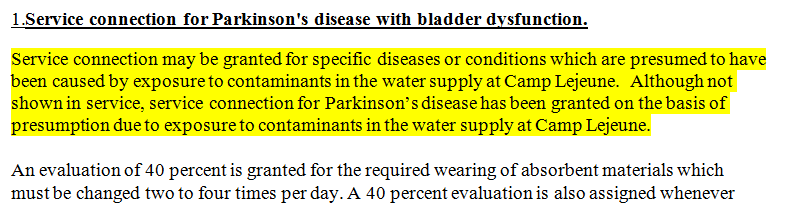 1.Service connection for Parkinson's disease with bladder dysfunction.
Service connection may be granted for specific diseases or conditions which are presumed to have
been caused by exposure to contaminants in the water supply at Camp Lejeune.  Although not
shown in service, service connection for Parkinson’s disease has been granted on the basis of
presumption due to exposure to contaminants in the water supply at Camp Lejeune.
An evaluation of 40 percent is granted for the required wearing of absorbent materials which
must be changed two to four times per day. A 40 percent evaluation is also assigned whenever